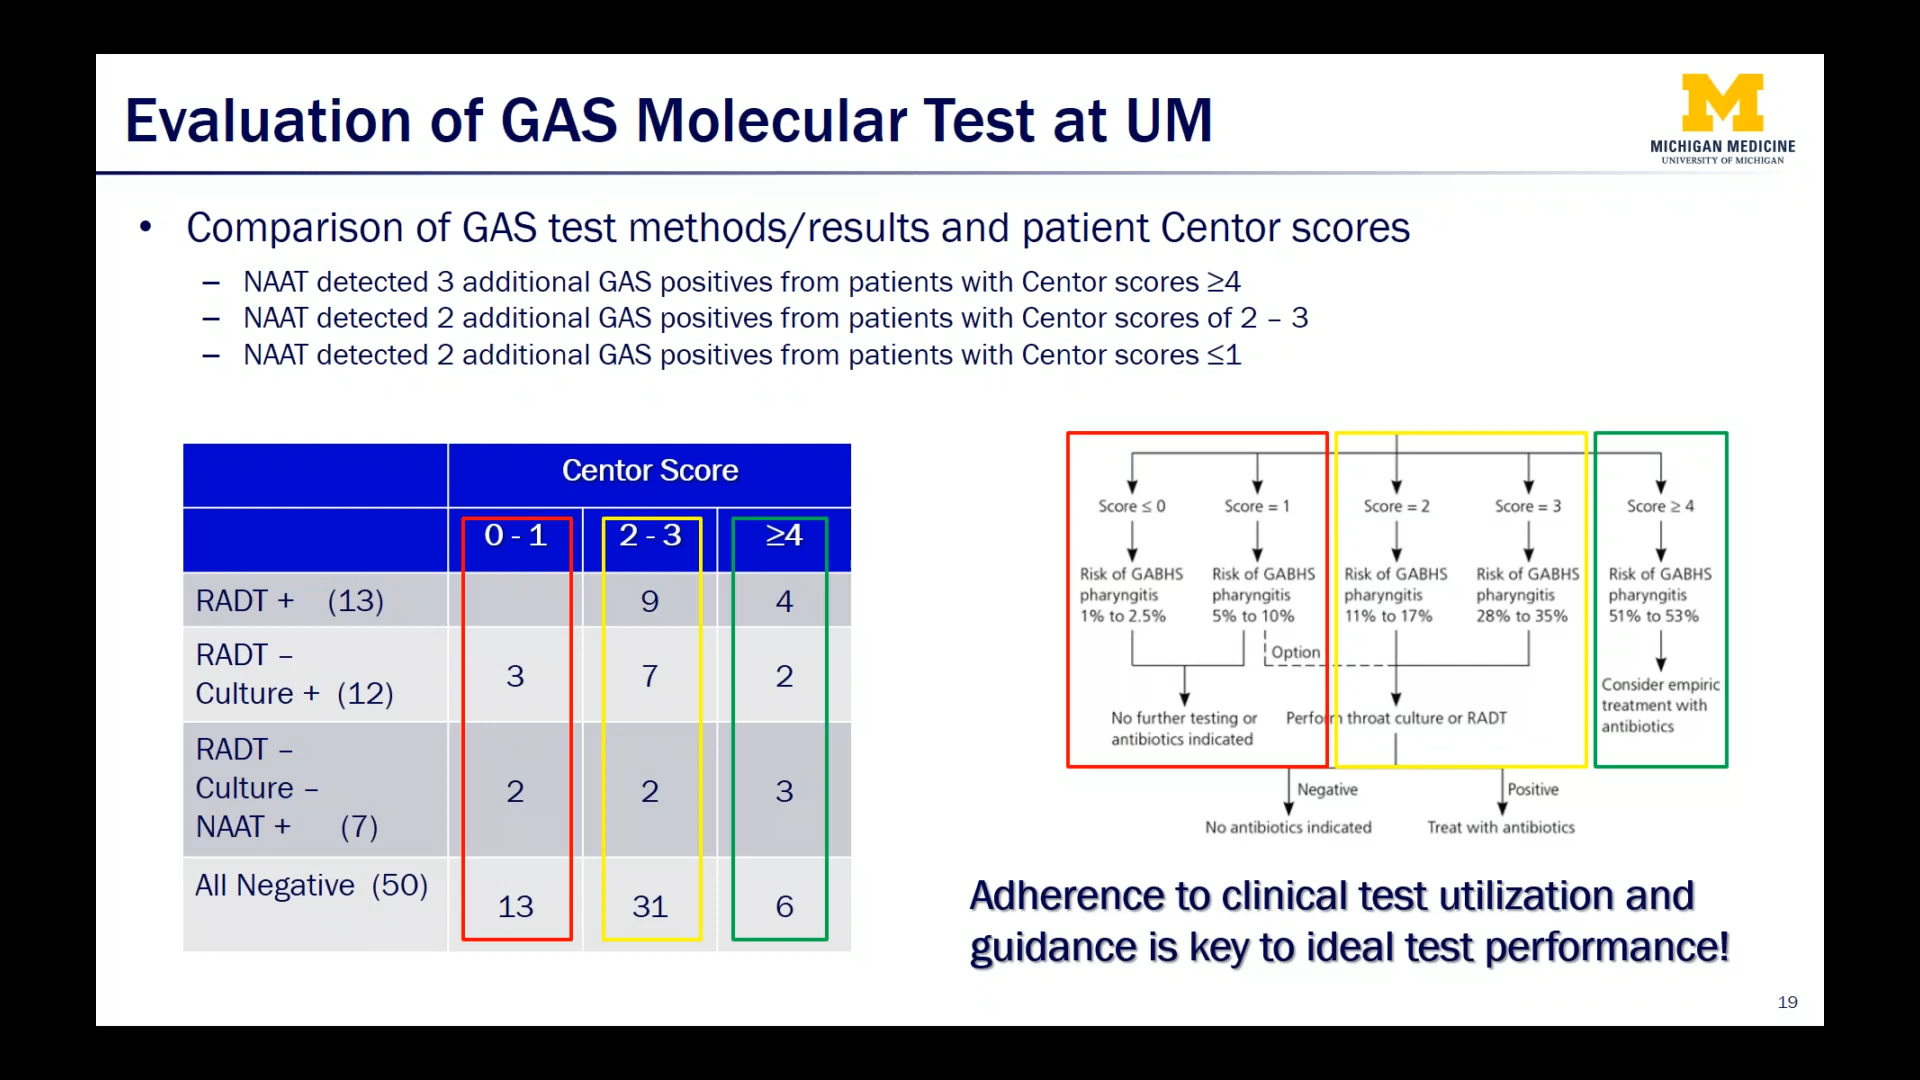 Evaluation of GAS Molecular Test at UM
MICHIGAN MEDICINE
UNIVERSITY OF MICHIGAN
• Comparison of GAS test methods/results and patient Centor scores
– NAAT detected 3 additional GAS positives from patients with Centor scores ≥4
– NAAT detected 2 additional GAS positives from patients with Centor scores of 2 – 3
– NAAT detected 2 additional GAS positives from patients with Centor scores ≤1
Centor Score
0 - 1 2 - 3 ≥4
RADT + (13) 9 4
RADT –
Culture + (12) 3 7 2
RADT –
Culture –
NAAT + (7) 2 2 3
All Negative (50) 13 31 6
Score ≤ 0 Score = 1 Score = 2 Score = 3 Score ≥ 4
Risk of GABHS Risk of GABHS Risk of GABHS Risk of GABHS Risk of GABHS
pharyngitis pharyngitis pharyngitis pharyngitis pharyngitis
1% to 2.5% 5% to 10% 11% to 17% 28% to 35% 51% to 53%
Option
Consider empiric
treatment with
antibiotics
No further testing or
antibiotics indicated
Perform throat culture or RADT
Negative Positive
No antibiotics indicated Treat with antibiotics
Adherence to clinical test utilization and
guidance is key to ideal test performance!
19